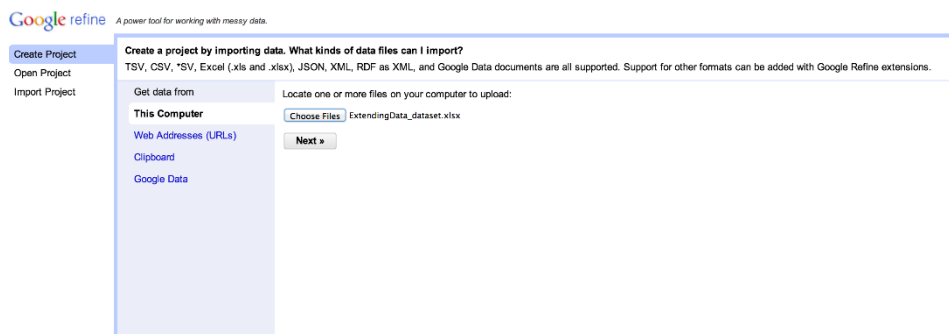 Google refine A power tool for working with messy data.
Create Project
Open Project
Import Project
Create a project by importing data. What kinds of data files can I import?
TSV, CSV, *SV, Excel (.xls and .xlsx), JSON, XML, RDF as XML, and Google Data documents are all supported. Support for other formats can be added with Google Refine extensions.
Get data from
This Computer
Web Addresses (URLs)
Clipboard
Google Data
Locate one or more files on your computer to upload:
Choose Files ExtendingData_dataset.xlsx
Next »